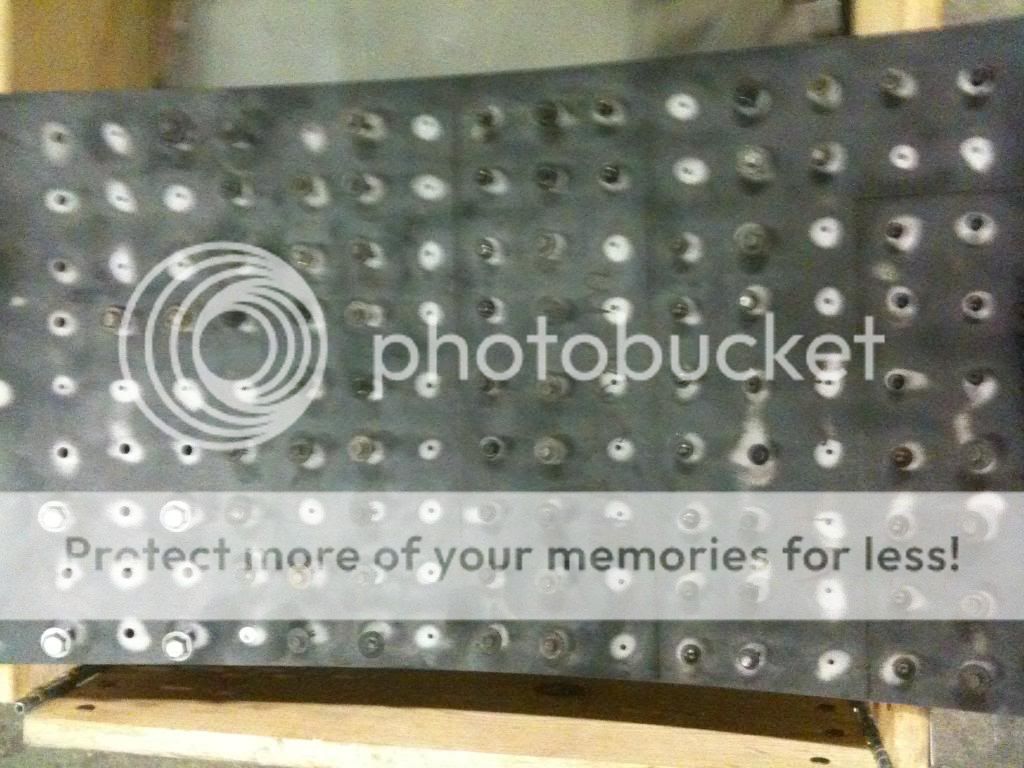 photobucket
Protect more of your memories for less!